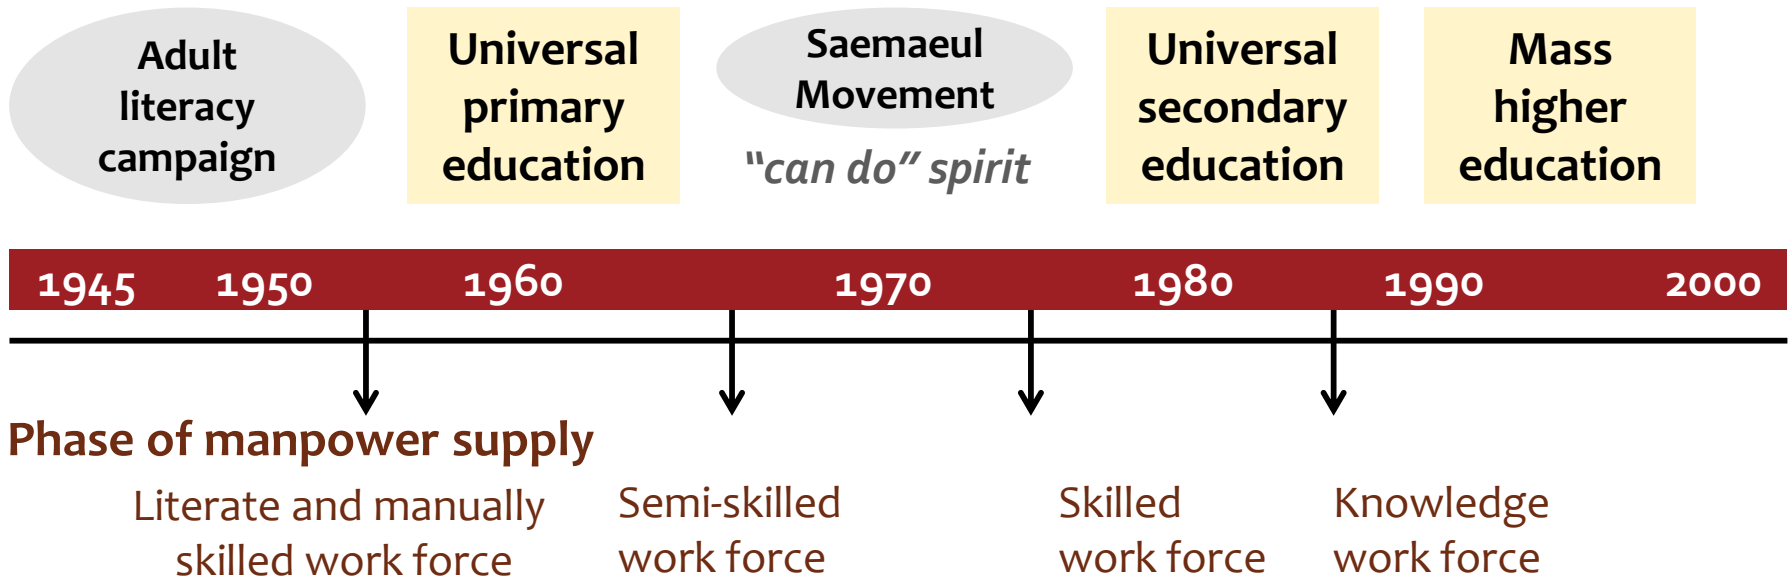 Adult
literacy
campaign
Universal
primary
education
Saemaeul
Movement
"can do" spirit
Universal
secondary
education
Mass
higher
education
1945 1950 1960 1970 1980 1990 2000
Phase of manpower supply
Literate and manually
skilled work force
Semi-skilled
work force
Skilled
work force
Knowledge
work force